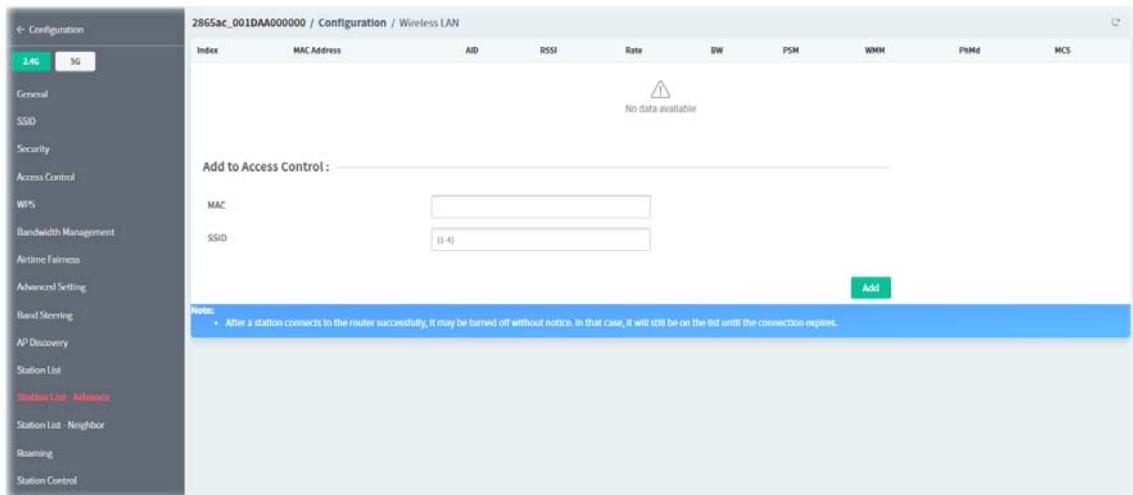 ← Configuration
2865ac_001DAA000000 / Configuration / Wireless LAN
2.4G 5G
General
SSID
Security
Access Control
WPS
Bandwidth Management
Airtime Fairness
Advanced Setting
Band Steering
AP Discovery
Station List
Station List - Advance
Station List - Neighbor
Roaming
Station Control
Index MAC Address AID RSSI Rate BW PSM WMM PhMd MCS
No data available
Add to Access Control :
MAC
SSID (1-4)
Add
Note:
• After a station connects to the router successfully, it may be turned off without notice. In that case, it will still be on the list until the connection expires.